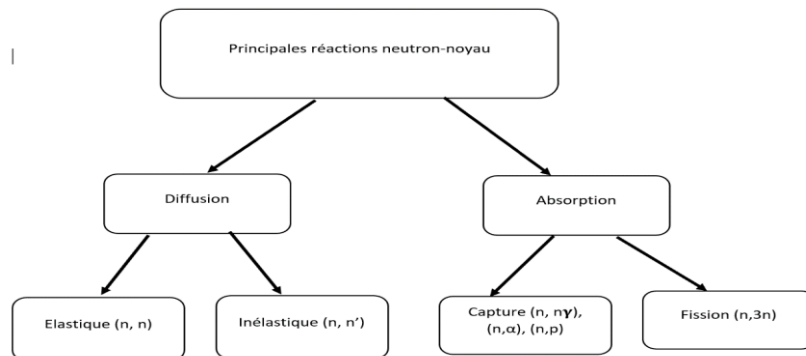 Principales réactions neutron-noyau
Diffusion
Absorption
Elastique (n, n)
Inélastique (n, n’)
Capture (n, nγ),
(n,α), (n,p)
Fission (n,3n)